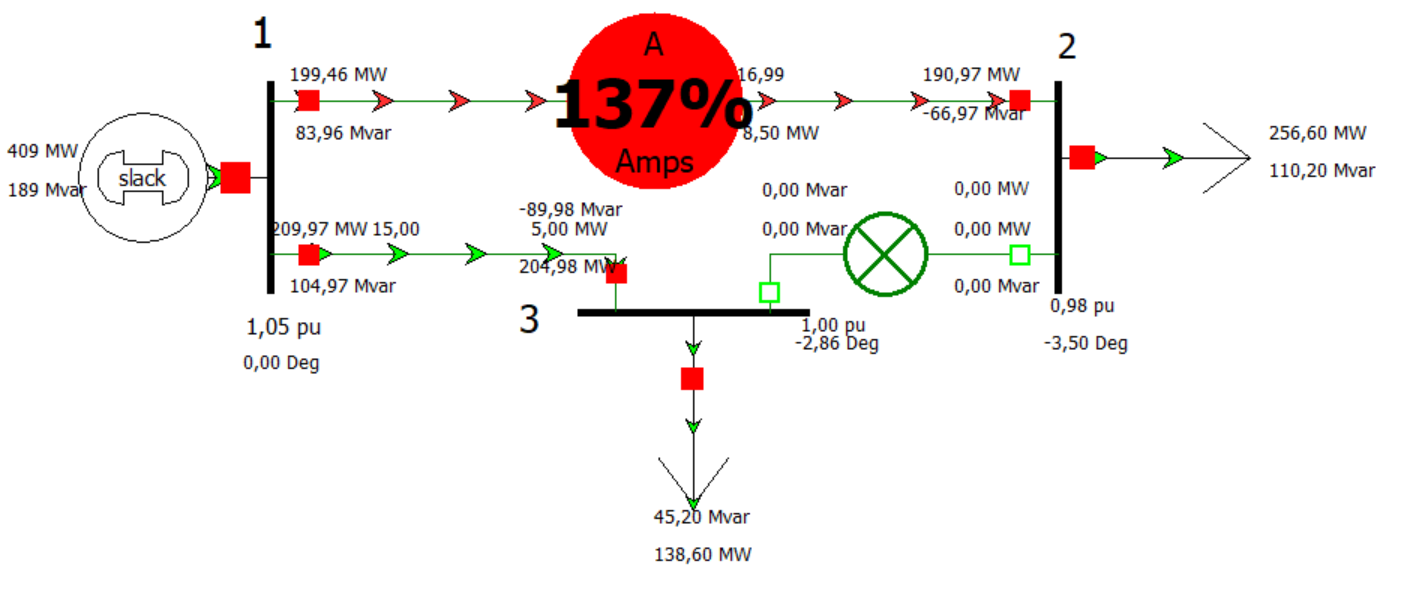 1
2
A
199,46 MW
16,99
190,97 MW
137%
-66,97 Mvar
83,96 Mvar
8,50 MW
256,60 MW
409 MW
Amps
110,20 Mvar
slack
189 Mvar
0,00 Mvar
0,00 MW
-89,98 Mvar
209,97 MW 15,00
5,00 MW
0,00 Mvar
0,00 MW
204,98 MW
104,97 Mvar
0,00 Mvar
0,98 pu
3
1,05 pu
1,00 pu
-2,86 Deg
-3,50 Deg
0,00 Deg
45,20 Mvar
138,60 MW